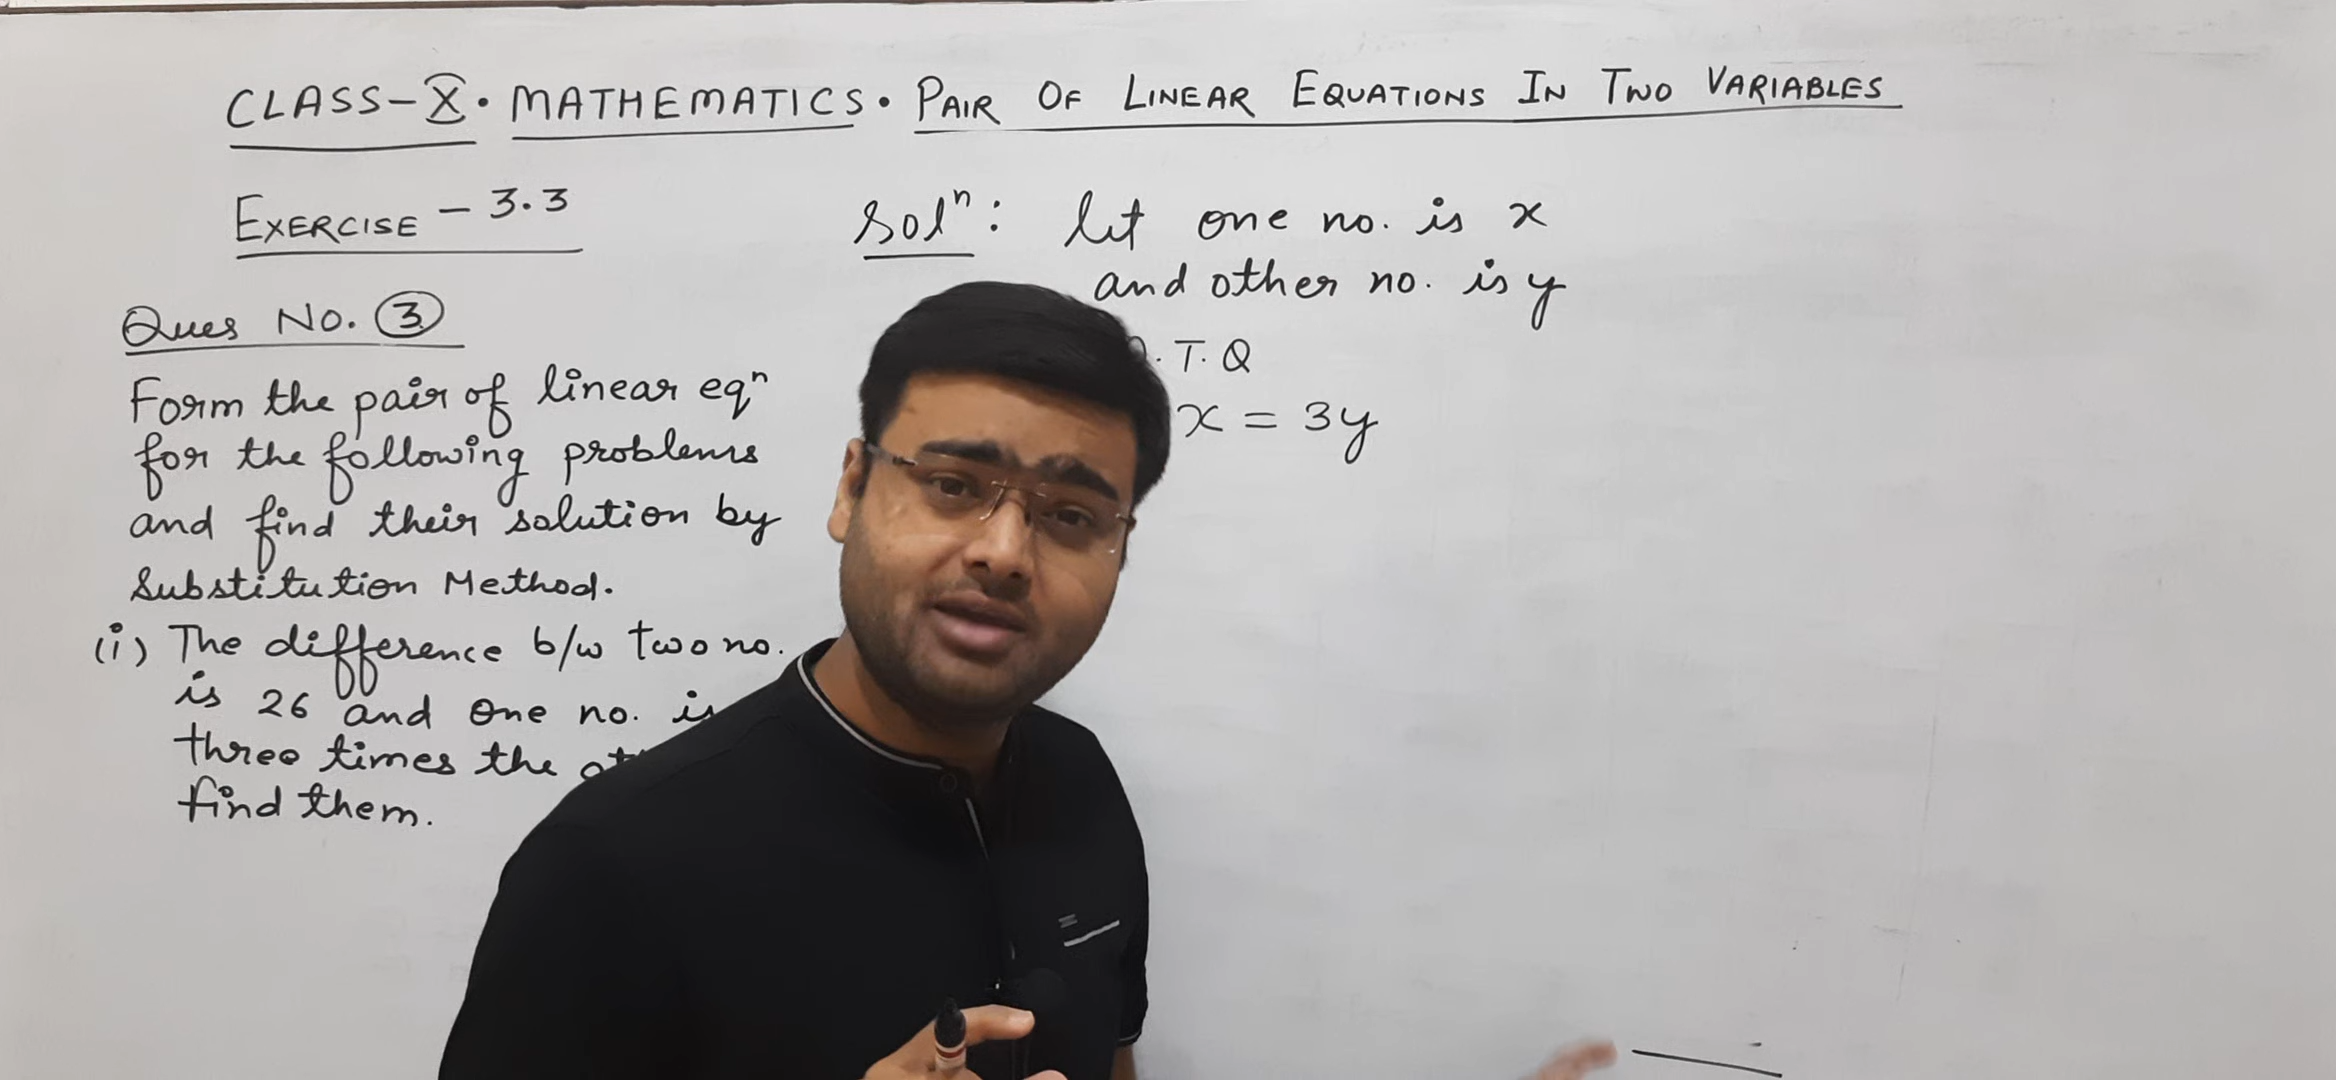 CLASS-X. MATHEMATICS. PAIR OF LINEAR EQUATIONS IN TWO VARIABLES
EXERCISE - 3.3
Ques No. 3
Form the pair of linear eqⁿ
for the following problems
and find their solution by
Substitution Method.
(i) The difference b/w two no.
is 26 and one no. is
three times the
find them.
Solⁿ: let one no. is x
and other no. is y
. T. Q
x = 3y